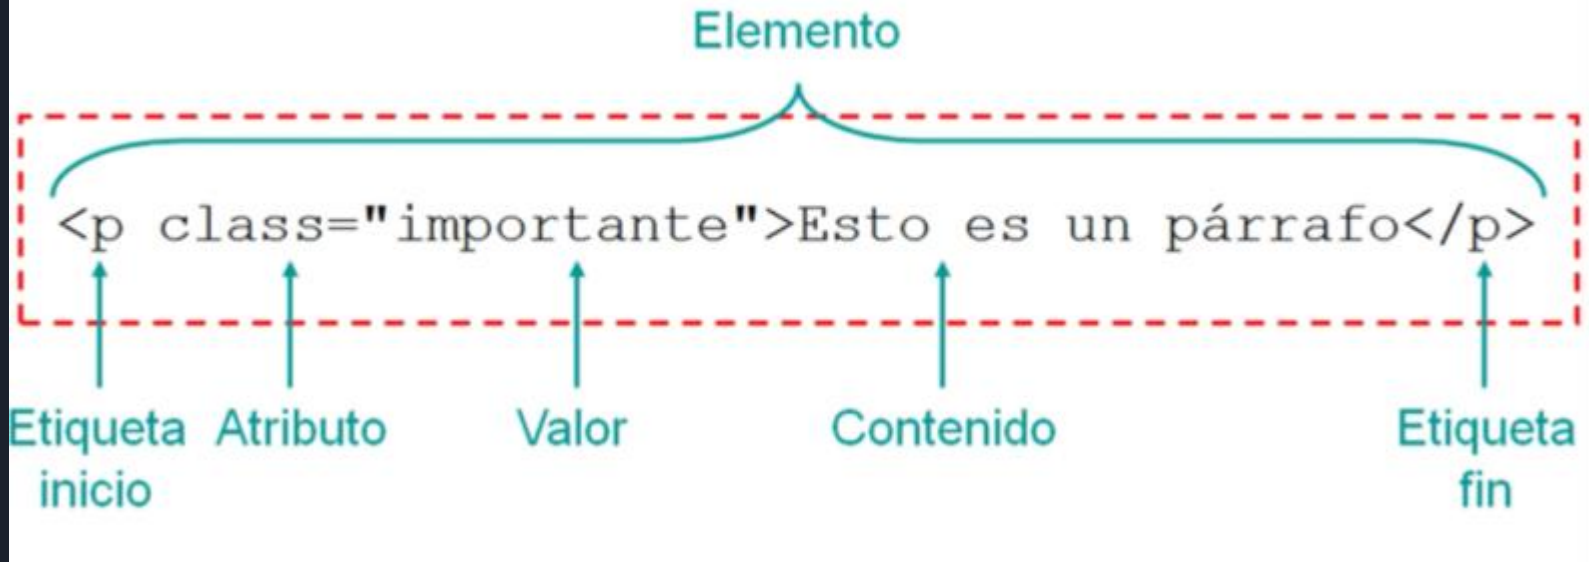 Elemento
<p class="importante">Esto es un párrafo</p>
Etiqueta Atributo Valor Contenido Etiqueta
inicio fin